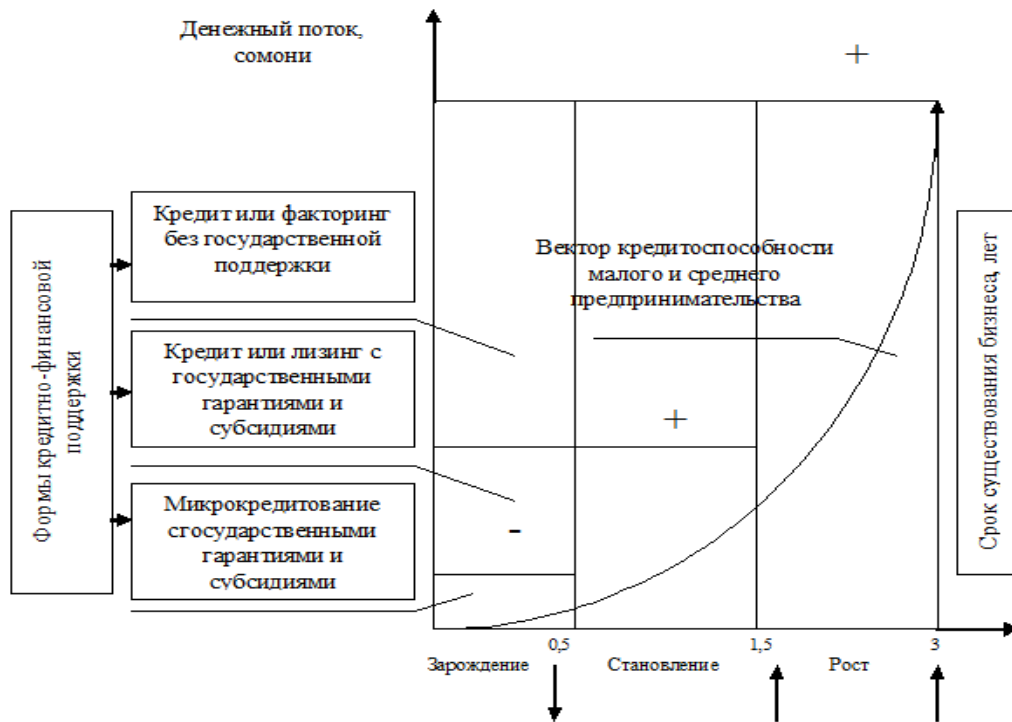 Денежный поток,
сомони
+
Формы кредитно-финансовой
поддержки
Кредит или факторинг
без государственной
поддержки
Кредит или лизинг с
государственными
гарантиями и
субсидиями
Микрокредитование
сгосударственными
гарантиями и
субсидиями
Вектор кредитоспособности
малого и среднего
предпринимательства
+
-
Срок существования бизнеса, лет
0,5
1,5
3
Зарождение
Становление
Рост